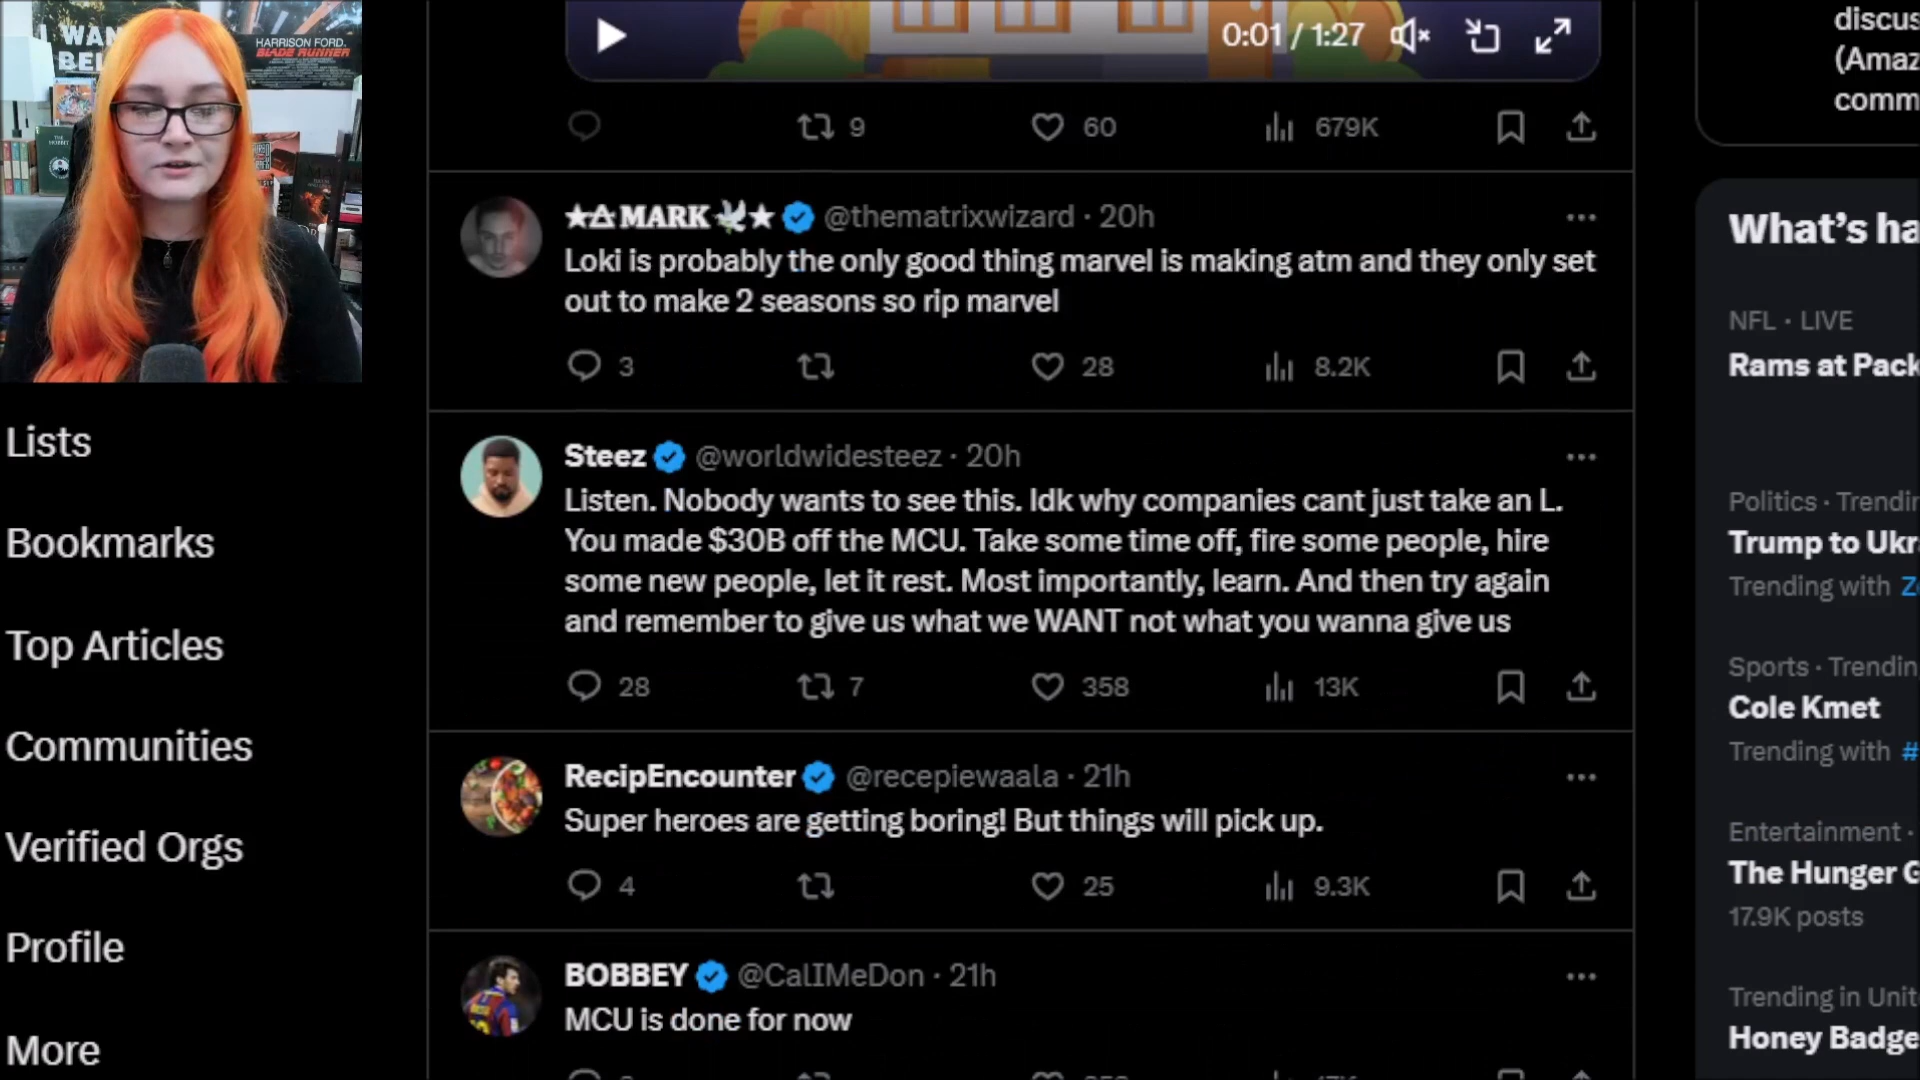 I WAN
BEL
HARRISON FORD.
BLADE RUNNER
THE HOBBIT
0:01 / 1:27
9 60 679K
★△ MARK 🕊★ @thematrixwizard · 20h
Loki is probably the only good thing marvel is making atm and they only set
out to make 2 seasons so rip marvel
3 28 8.2K
Steez @worldwidesteez · 20h
Listen. Nobody wants to see this. Idk why companies cant just take an L.
You made $30B off the MCU. Take some time off, fire some people, hire
some new people, let it rest. Most importantly, learn. And then try again
and remember to give us what we WANT not what you wanna give us
28 7 358 13K
RecipEncounter @recepiewaala · 21h
Super heroes are getting boring! But things will pick up.
4 25 9.3K
BOBBEY @CalIMeDon · 21h
MCU is done for now
Lists
Bookmarks
Top Articles
Communities
Verified Orgs
Profile
More
discus
(Amaz
comm
What’s ha
NFL · LIVE
Rams at Pack
Politics · Trendin
Trump to Ukr
Trending with Z
Sports · Trendin
Cole Kmet
Trending with #
Entertainment ·
The Hunger G
17.9K posts
Trending in Unit
Honey Badge